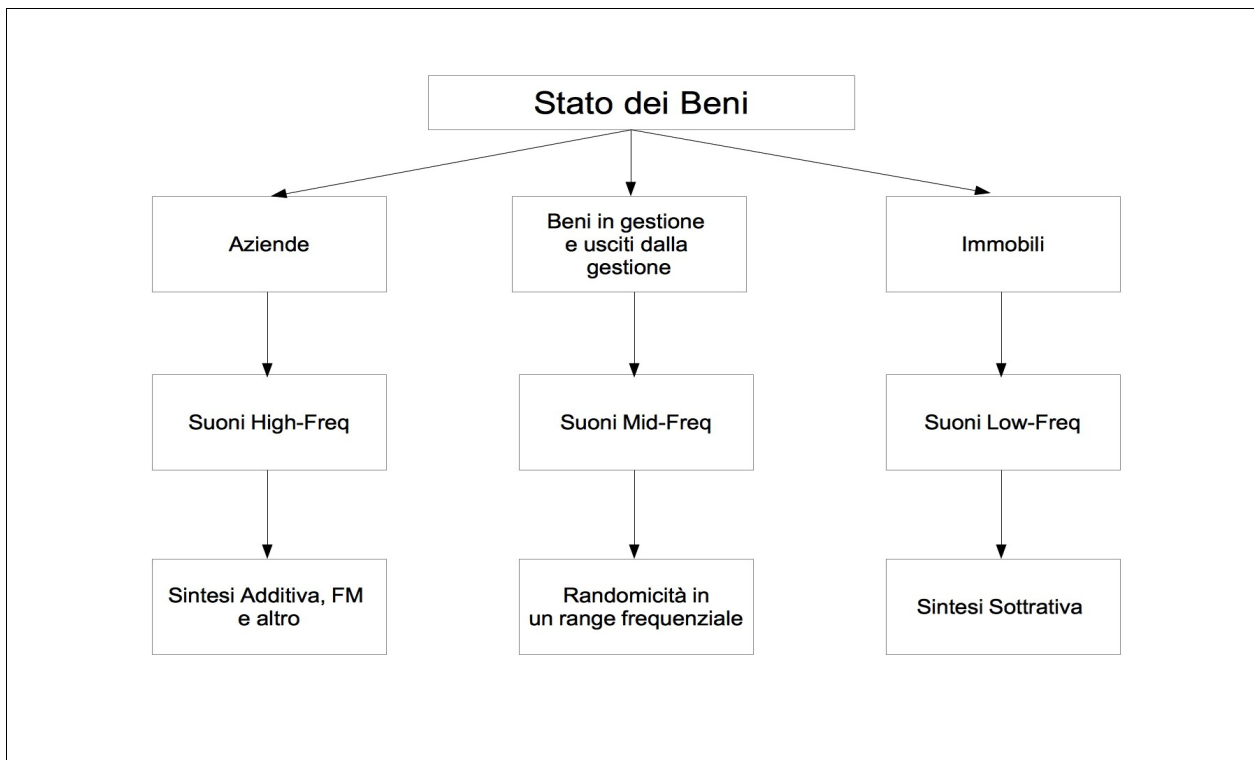 Stato dei Beni
Aziende
Beni in gestione
e usciti dalla
gestione
Immobili
Suoni High-Freq
Suoni Mid-Freq
Suoni Low-Freq
Sintesi Additiva, FM
e altro
Randomicità in
un range frequenziale
Sintesi Sottrativa